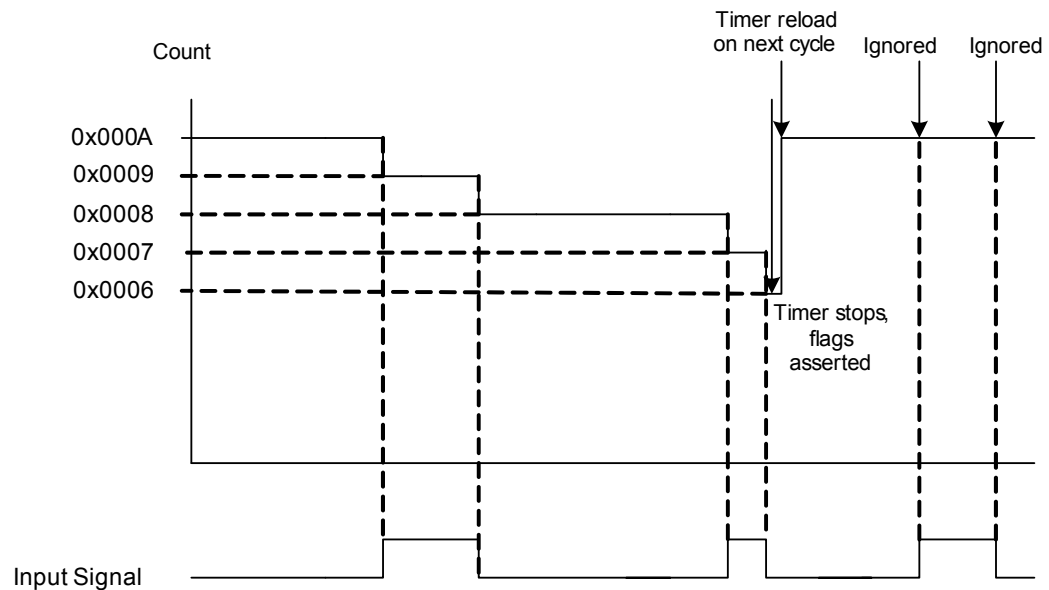 Timer reload
on next cycle
Ignored
Ignored
Count
0x000A
0x0009
0x0008
0x0007
0x0006
Timer stops,
flags
asserted
Input Signal